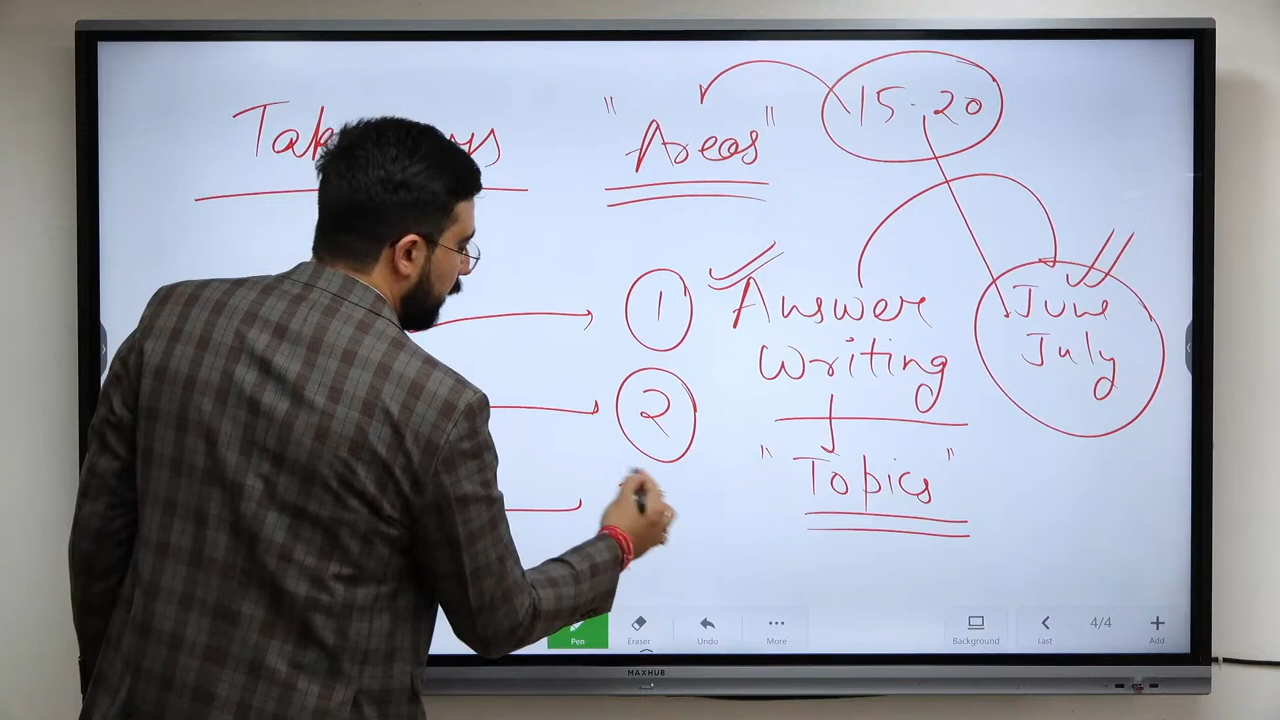 "Areas"
15-20
1
Answer
Writing
June
July
2
"Topics"
Pen
Eraser
Undo
More
Background
Last
4/4
Add
MAXHUB